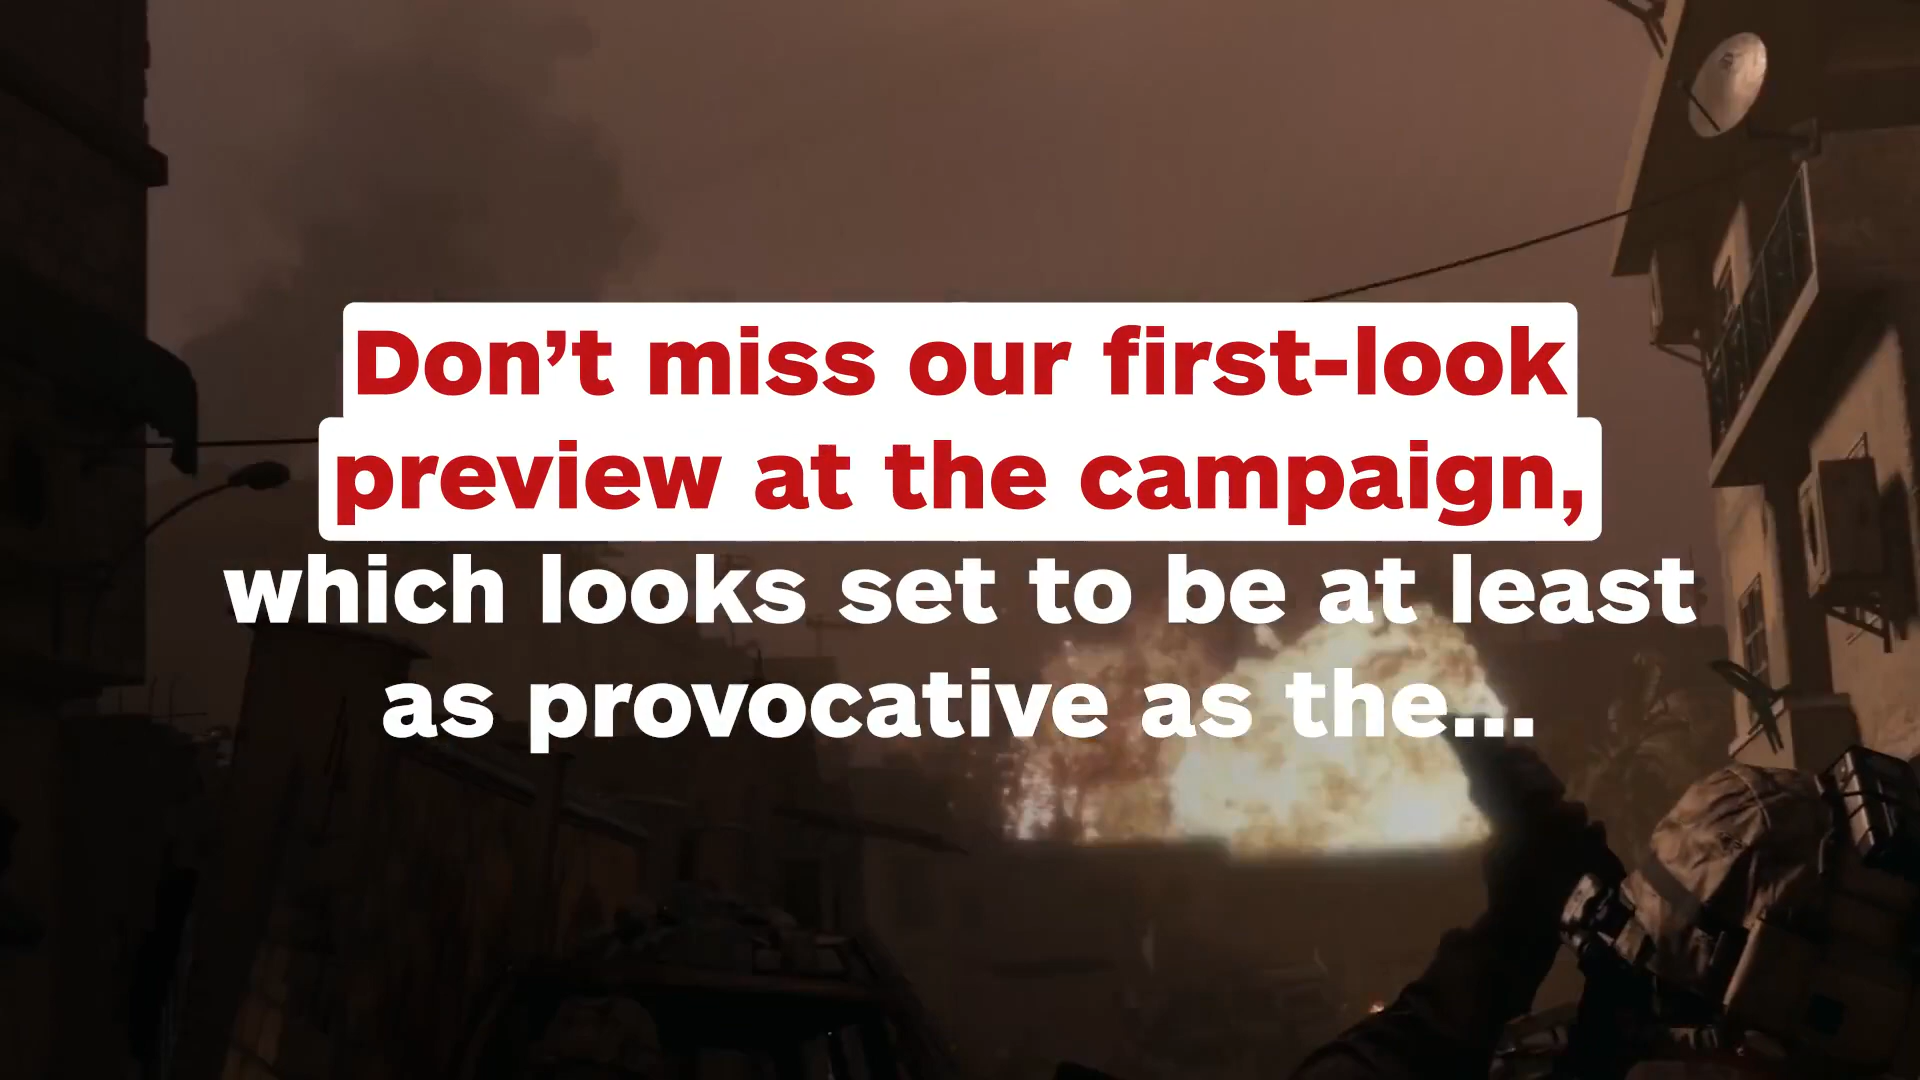 Don’t miss our first-look
preview at the campaign,
which looks set to be at least
as provocative as the...